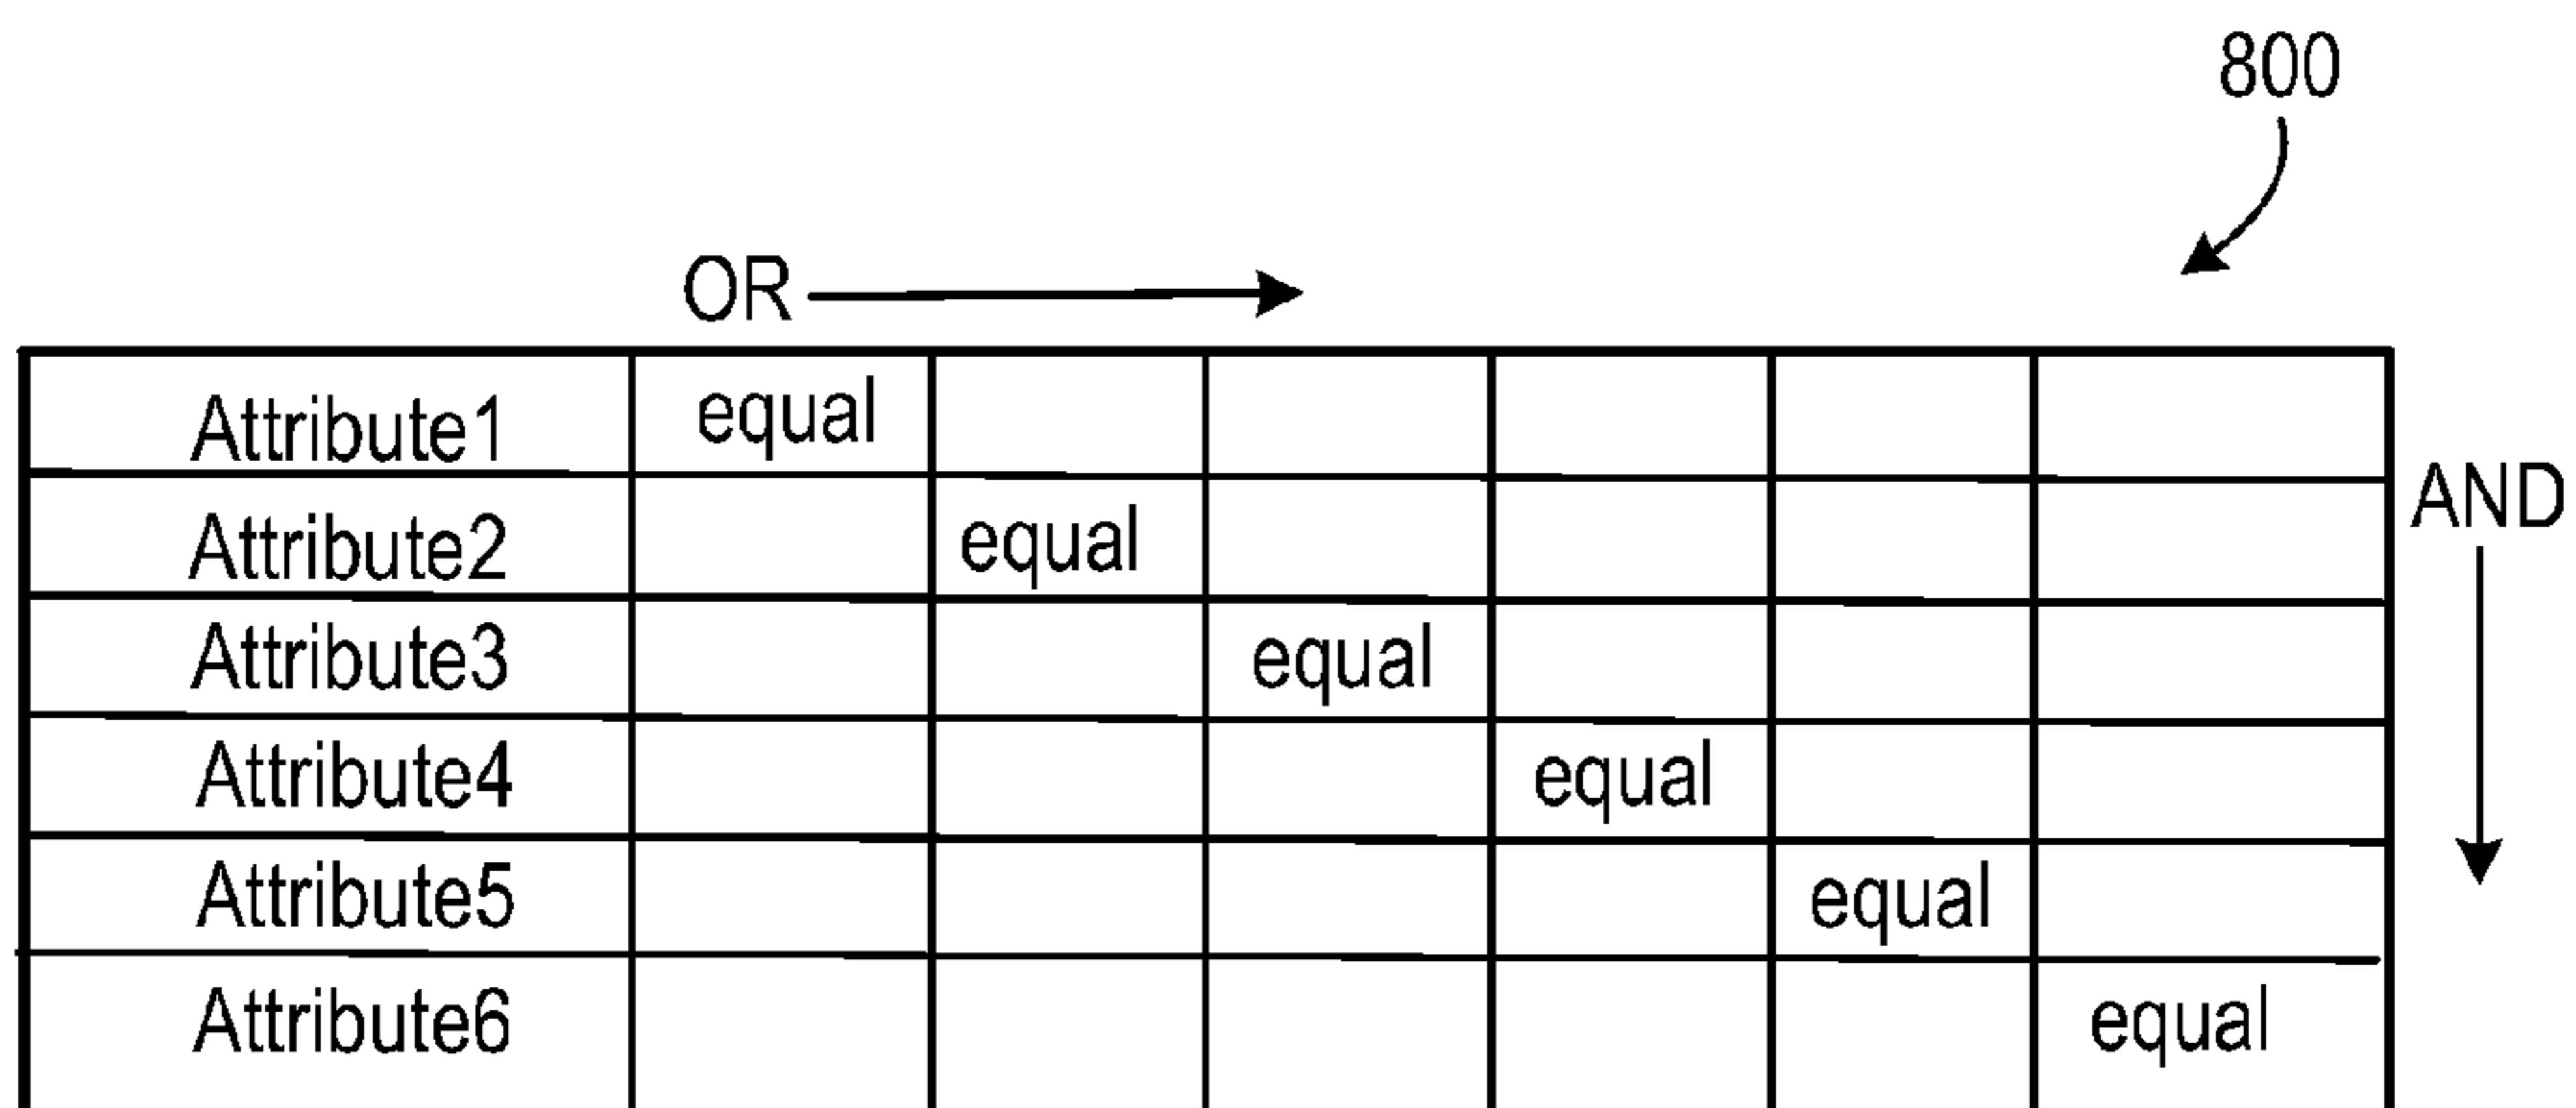 800
OR
Attribute1 equal
AND
Attribute2 equal
Attribute3 equal
Attribute4 equal
Attribute5 equal
Attribute6 equal